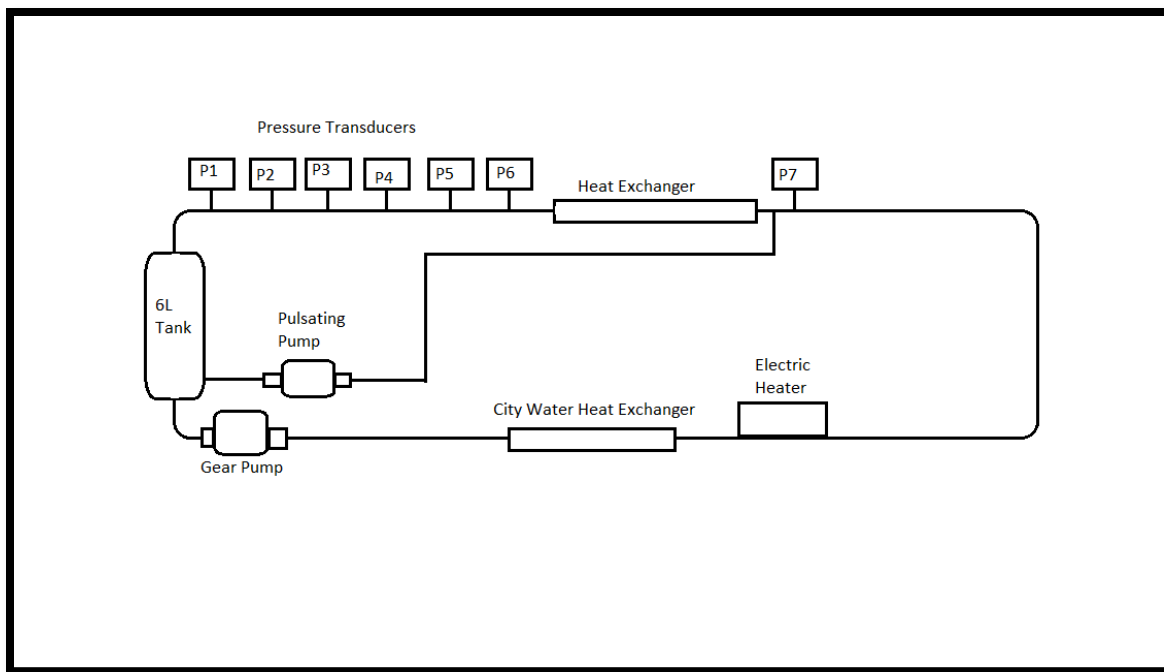 Pressure Transducers
P1
P2
P3
P4
P5
P6
P7
Heat Exchanger
6L
Tank
Pulsating
Pump
Electric
Heater
City Water Heat Exchanger
Gear Pump